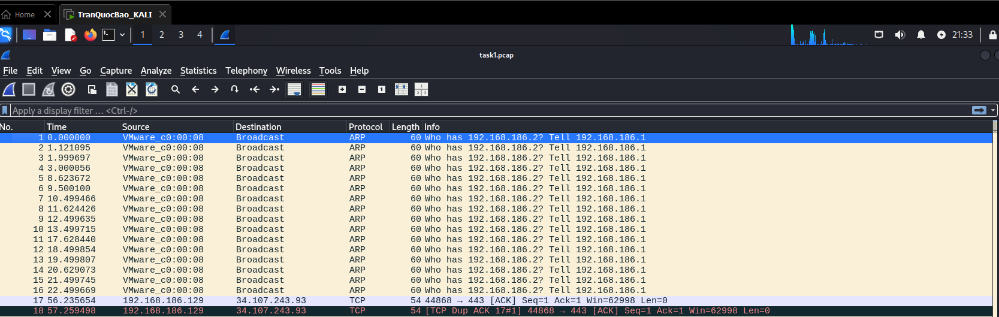 Home TranQuocBao_KALI
1 2 3 4 21:33
task1.pcap
File Edit View Go Capture Analyze Statistics Telephony Wireless Tools Help
Apply a display filter … <Ctrl-/>
No. Time Source Destination Protocol Length Info
1 0.000000 VMware_c0:00:08 Broadcast ARP 60 Who has 192.168.186.2? Tell 192.168.186.1
2 1.121095 VMware_c0:00:08 Broadcast ARP 60 Who has 192.168.186.2? Tell 192.168.186.1
3 1.999697 VMware_c0:00:08 Broadcast ARP 60 Who has 192.168.186.2? Tell 192.168.186.1
4 3.000056 VMware_c0:00:08 Broadcast ARP 60 Who has 192.168.186.2? Tell 192.168.186.1
5 8.623672 VMware_c0:00:08 Broadcast ARP 60 Who has 192.168.186.2? Tell 192.168.186.1
6 9.500100 VMware_c0:00:08 Broadcast ARP 60 Who has 192.168.186.2? Tell 192.168.186.1
7 10.499466 VMware_c0:00:08 Broadcast ARP 60 Who has 192.168.186.2? Tell 192.168.186.1
8 11.624426 VMware_c0:00:08 Broadcast ARP 60 Who has 192.168.186.2? Tell 192.168.186.1
9 12.499635 VMware_c0:00:08 Broadcast ARP 60 Who has 192.168.186.2? Tell 192.168.186.1
10 13.499715 VMware_c0:00:08 Broadcast ARP 60 Who has 192.168.186.2? Tell 192.168.186.1
11 17.628440 VMware_c0:00:08 Broadcast ARP 60 Who has 192.168.186.2? Tell 192.168.186.1
12 18.499854 VMware_c0:00:08 Broadcast ARP 60 Who has 192.168.186.2? Tell 192.168.186.1
13 19.499807 VMware_c0:00:08 Broadcast ARP 60 Who has 192.168.186.2? Tell 192.168.186.1
14 20.629073 VMware_c0:00:08 Broadcast ARP 60 Who has 192.168.186.2? Tell 192.168.186.1
15 21.499745 VMware_c0:00:08 Broadcast ARP 60 Who has 192.168.186.2? Tell 192.168.186.1
16 22.499669 VMware_c0:00:08 Broadcast ARP 60 Who has 192.168.186.2? Tell 192.168.186.1
17 56.235654 192.168.186.129 34.107.243.93 TCP 54 44868 → 443 [ACK] Seq=1 Ack=1 Win=62998 Len=0
18 57.259498 192.168.186.129 34.107.243.93 TCP 54 [TCP Dup ACK 17#1] 44868 → 443 [ACK] Seq=1 Ack=1 Win=62998 Len=0